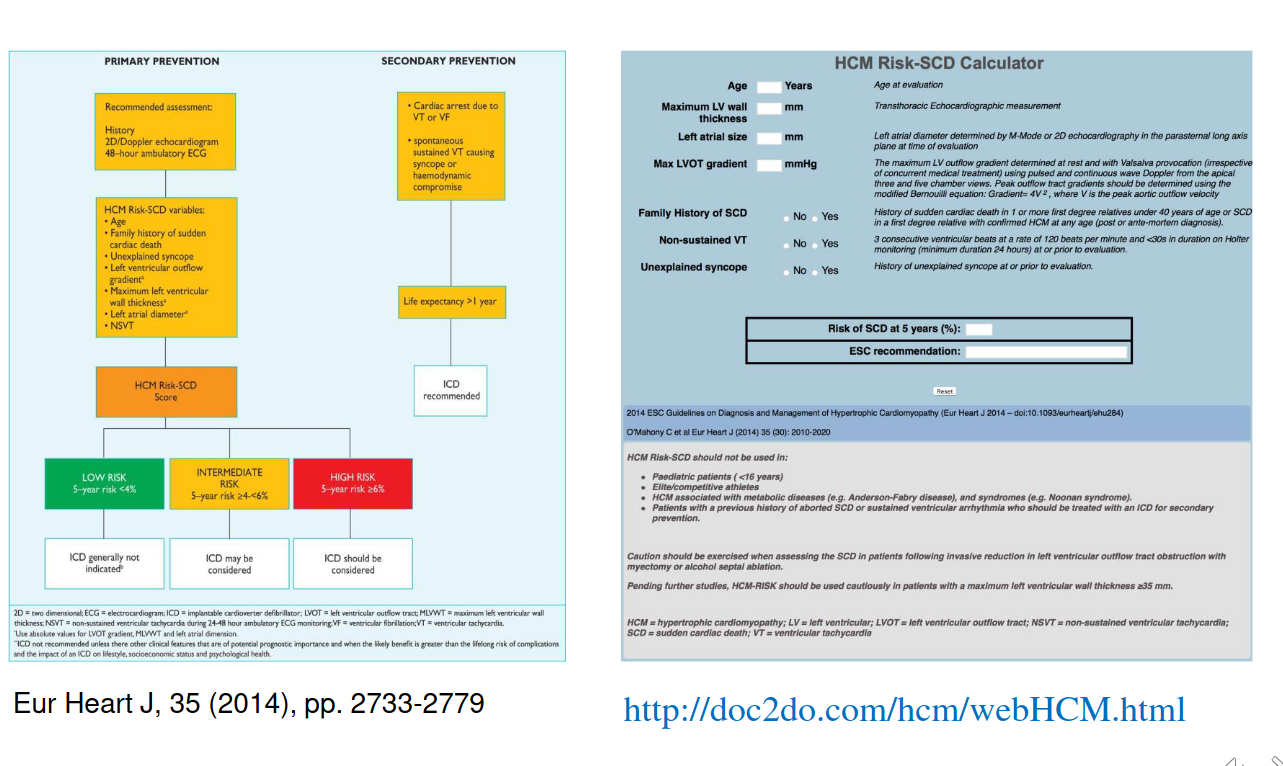 PRIMARY PREVENTION
Recommended assessment:
History
2D/Doppler echocardiogram
48–hour ambulatory ECG
HCM Risk-SCD variables:
• Age
• Family history of sudden
cardiac death
• Unexplained syncope
• Left ventricular outflow
gradientᵃ
• Maximum left ventricular
wall thicknessᵃ
• Left atrial diameterᵃ
• NSVT
HCM Risk-SCD
Score
LOW RISK
5–year risk <4%
INTERMEDIATE
RISK
5–year risk ≥4-<6%
HIGH RISK
5–year risk ≥6%
ICD generally not
indicatedᵇ
ICD may be
considered
ICD should be
considered
SECONDARY PREVENTION
• Cardiac arrest due to
VT or VF
• spontaneous
sustained VT causing
syncope or
haemodynamic
compromise
Life expectancy >1 year
ICD
recommended
2D = two dimensional; ECG = electrocardiogram; ICD = implantable cardioverter defibrillator; LVOT = left ventricular outflow tract; MLVWT = maximum left ventricular wall
thickness; NSVT = non-sustained ventricular tachycardia during 24-48 hour ambulatory ECG monitoring; VF = ventricular fibrillation; VT = ventricular tachycardia.
ᵃUse absolute values for LVOT gradient, MLVWT and left atrial dimension.
ᵇICD not recommended unless there other clinical features that are of potential prognostic importance and when the likely benefit is greater than the lifelong risk of complications
and the impact of an ICD on lifestyle, socioeconomic status and psychological health.
Eur Heart J, 35 (2014), pp. 2733-2779
HCM Risk-SCD Calculator
Age Years Age at evaluation
Maximum LV wall mm Transthoracic Echocardiographic measurement
thickness
Left atrial size mm Left atrial diameter determined by M-Mode or 2D echocardiography in the parasternal long axis
plane at time of evaluation
Max LVOT gradient mmHg The maximum LV outflow gradient determined at rest and with Valsalva provocation (irrespective
of concurrent medical treatment) using pulsed and continuous wave Doppler from the apical
three and five chamber views. Peak outflow tract gradients should be determined using the
modified Bernouilli equation: Gradient= 4V ², where V is the peak aortic outflow velocity
Family History of SCD No Yes History of sudden cardiac death in 1 or more first degree relatives under 40 years of age or SCD
in a first degree relative with confirmed HCM at any age (post or ante-mortem diagnosis).
Non-sustained VT No Yes 3 consecutive ventricular beats at a rate of 120 beats per minute and <30s in duration on Holter
monitoring (minimum duration 24 hours) at or prior to evaluation.
Unexplained syncope No Yes History of unexplained syncope at or prior to evaluation.
Risk of SCD at 5 years (%):
ESC recommendation:
Reset
2014 ESC Guidelines on Diagnosis and Management of Hypertrophic Cardiomyopathy (Eur Heart J 2014 – doi:10.1093/eurheartj/ehu284)
O'Mahony C et al Eur Heart J (2014) 35 (30): 2010-2020
HCM Risk-SCD should not be used in:
• Paediatric patients ( <16 years)
• Elite/competitive athletes
• HCM associated with metabolic diseases (e.g. Anderson-Fabry disease), and syndromes (e.g. Noonan syndrome).
• Patients with a previous history of aborted SCD or sustained ventricular arrhythmia who should be treated with an ICD for secondary
prevention.
Caution should be exercised when assessing the SCD in patients following invasive reduction in left ventricular outflow tract obstruction with
myectomy or alcohol septal ablation.
Pending further studies, HCM-RISK should be used cautiously in patients with a maximum left ventricular wall thickness ≥35 mm.
HCM = hypertrophic cardiomyopathy; LV = left ventricular; LVOT = left ventricular outflow tract; NSVT = non-sustained ventricular tachycardia;
SCD = sudden cardiac death; VT = ventricular tachycardia
http://doc2do.com/hcm/webHCM.html